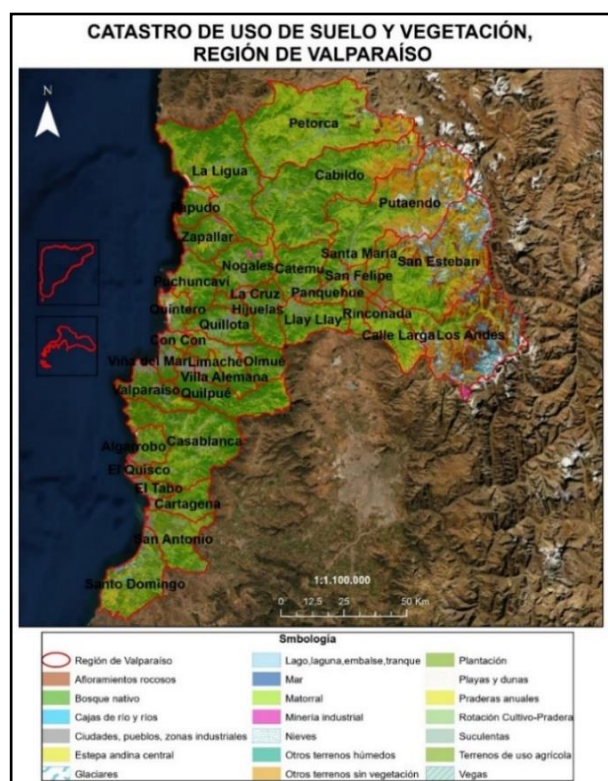 CATASTRO DE USO DE SUELO Y VEGETACIÓN,
REGIÓN DE VALPARAÍSO
N
Petorca
La Ligua
Cabildo
Papudo
Putaendo
Zapallar
Santa María
San Esteban
Nogales
Catemu
San Felipe
Puchuncaví
La Cruz
Panquehue
Quintero
Hijuelas
Rinconada
Quillota
Llay Llay
Calle Larga
Los Andes
Con Con
Viña del Mar
Limache
Olmué
Villa Alemana
Valparaíso
Quilpué
Algarrobo
Casablanca
El Quisco
El Tabo
Cartagena
San Antonio
Santo Domingo
1:1.100.000
0 12,5 25 50 Km
Smbología
Región de Valparaíso
Afloramientos rocosos
Bosque nativo
Cajas de río y ríos
Ciudades, pueblos, zonas industriales
Estepa andina central
Glaciares
Lago,laguna,embalse,tranque
Mar
Matorral
Minería industrial
Nieves
Otros terrenos húmedos
Otros terrenos sin vegetación
Plantación
Playas y dunas
Praderas anuales
Rotación Cultivo-Pradera
Suculentas
Terrenos de uso agrícola
Vegas